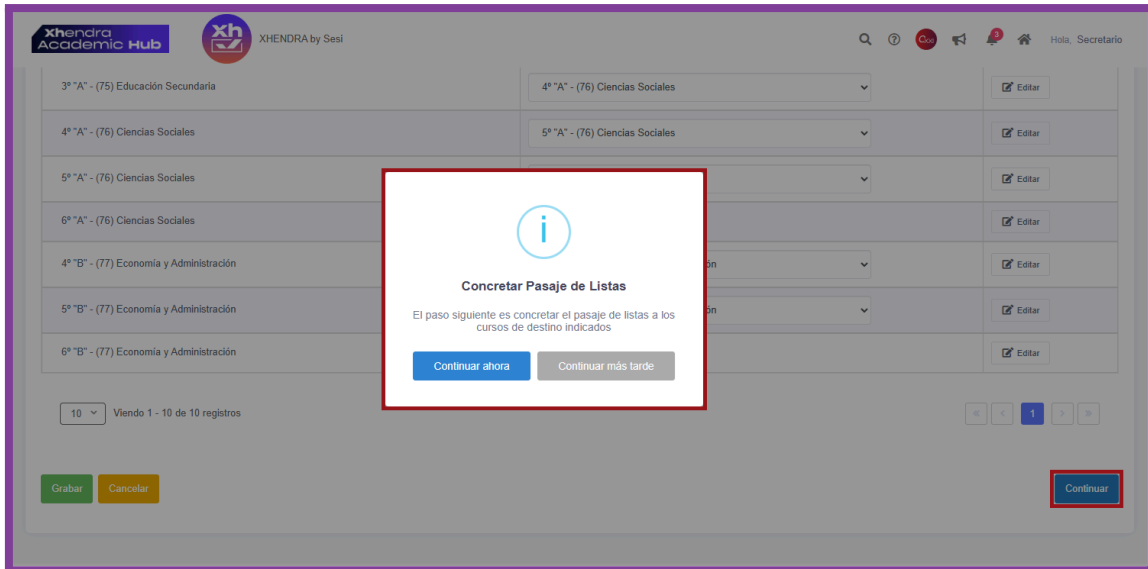 Xhendra
Academic Hub
xh
XHENDRA by Sesi
3
Hola, Secretario
3º "A" - (75) Educación Secundaria
4º "A" - (76) Ciencias Sociales
Editar
4º "A" - (76) Ciencias Sociales
5º "A" - (76) Ciencias Sociales
Editar
5º "A" - (76) Ciencias Sociales
Editar
6º "A" - (76) Ciencias Sociales
Editar
4º "B" - (77) Economía y Administración
ón
Editar
5º "B" - (77) Economía y Administración
ón
Editar
6º "B" - (77) Economía y Administración
Editar
i
Concretar Pasaje de Listas
El paso siguiente es concretar el pasaje de listas a los
cursos de destino indicados
Continuar ahora
Continuar más tarde
10
Viendo 1 - 10 de 10 registros
« < 1 > »
Grabar
Cancelar
Continuar